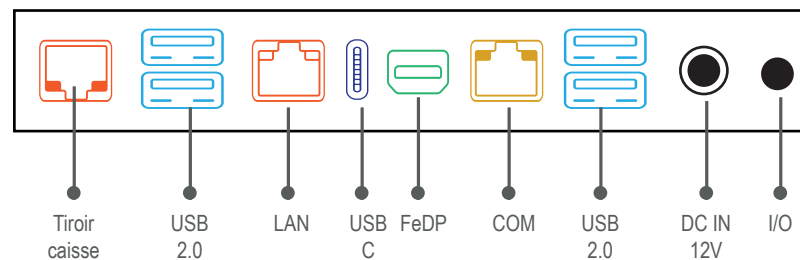 Tiroir caisse
USB 2.0
LAN
USB C
FeDP
COM
USB 2.0
DC IN 12V
I/O